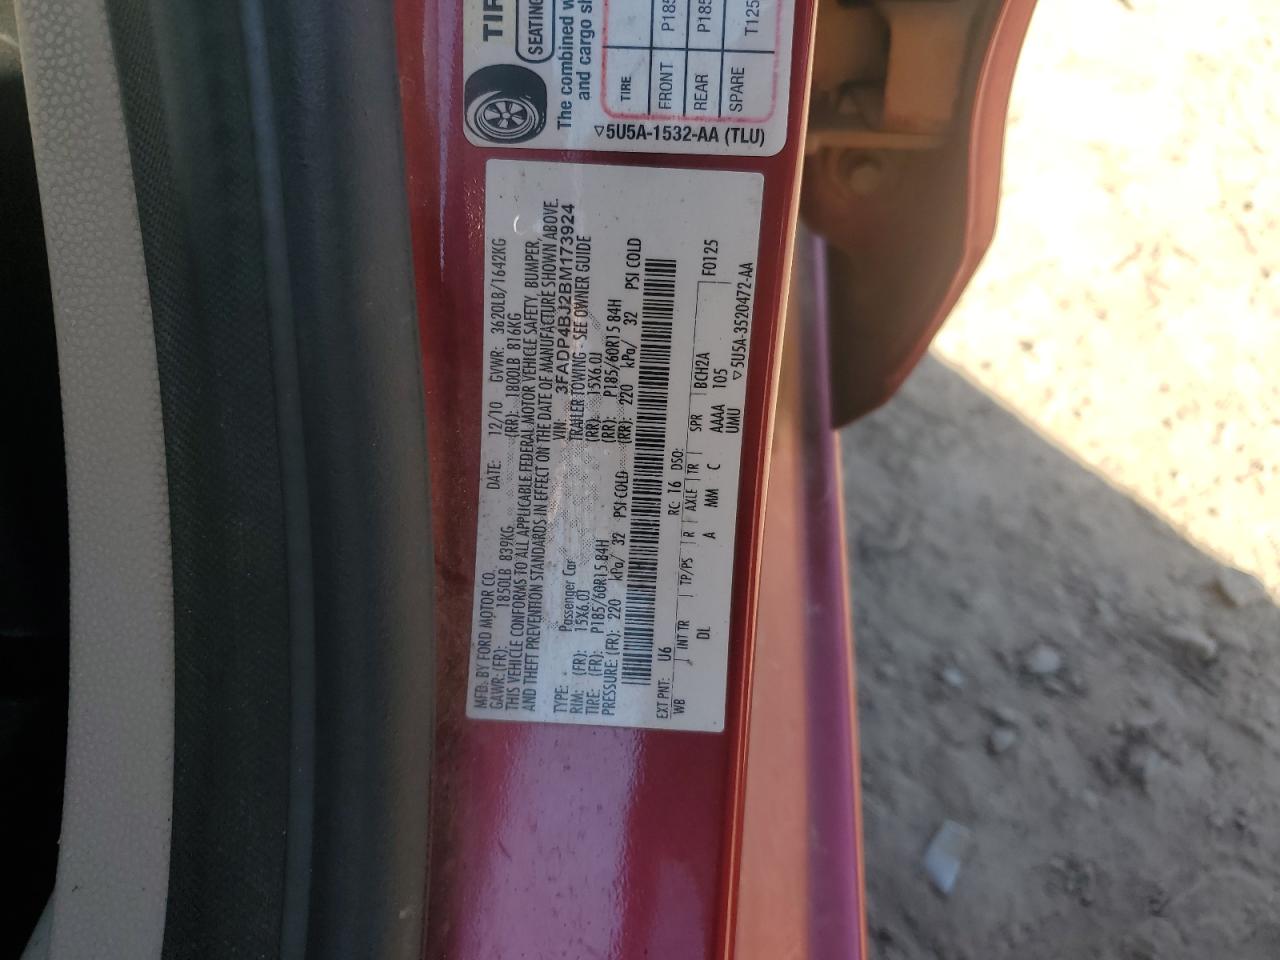 TIR
SEATING
The combined w
and cargo sh
TIRE
FRONT P185
REAR P185
SPARE T125
▽5U5A-1532-AA (TLU)
MFD. BY FORD MOTOR CO.
DATE: 12/10 GVWR: 3620LB/1642KG
GAWR: (FR): 1850LB 839KG (RR): 1800LB 816KG
THIS VEHICLE CONFORMS TO ALL APPLICABLE FEDERAL MOTOR VEHICLE SAFETY, BUMPER,
AND THEFT PREVENTION STANDARDS IN EFFECT ON THE DATE OF MANUFACTURE SHOWN ABOVE.
VIN: 3FADP4BJ2BM173924
TYPE: Passenger Car TRAILER TOWING - SEE OWNER GUIDE
RIM: (FR): 15X6.0J (RR): 15X6.0J
TIRE: (FR): P185/60R15 84H (RR): P185/60R15 84H
PRESSURE: (FR): 220 kPa/ 32 PSI COLD (RR): 220 kPa/ 32 PSI COLD
EXT PNT: U6 RC: 16 DSO: F0125
WB INT TR TP/PS R AXLE TR SPR BCH2A
DL A MM C AAAA 105
UMU ▽5U5A-3520472-AA